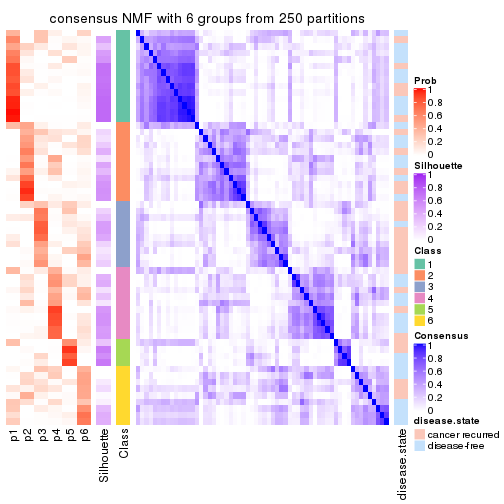 consensus NMF with 6 groups from 250 partitions
Prob
1
0.8
0.6
0.4
0.2
0
Silhouette
1
0.8
0.6
0.4
0.2
0
Class
1
2
3
4
5
6
Consensus
1
0.8
0.6
0.4
0.2
0
disease.state
cancer recurred
disease-free
p1
p2
p3
p4
p5
p6
Silhouette
Class
disease.state